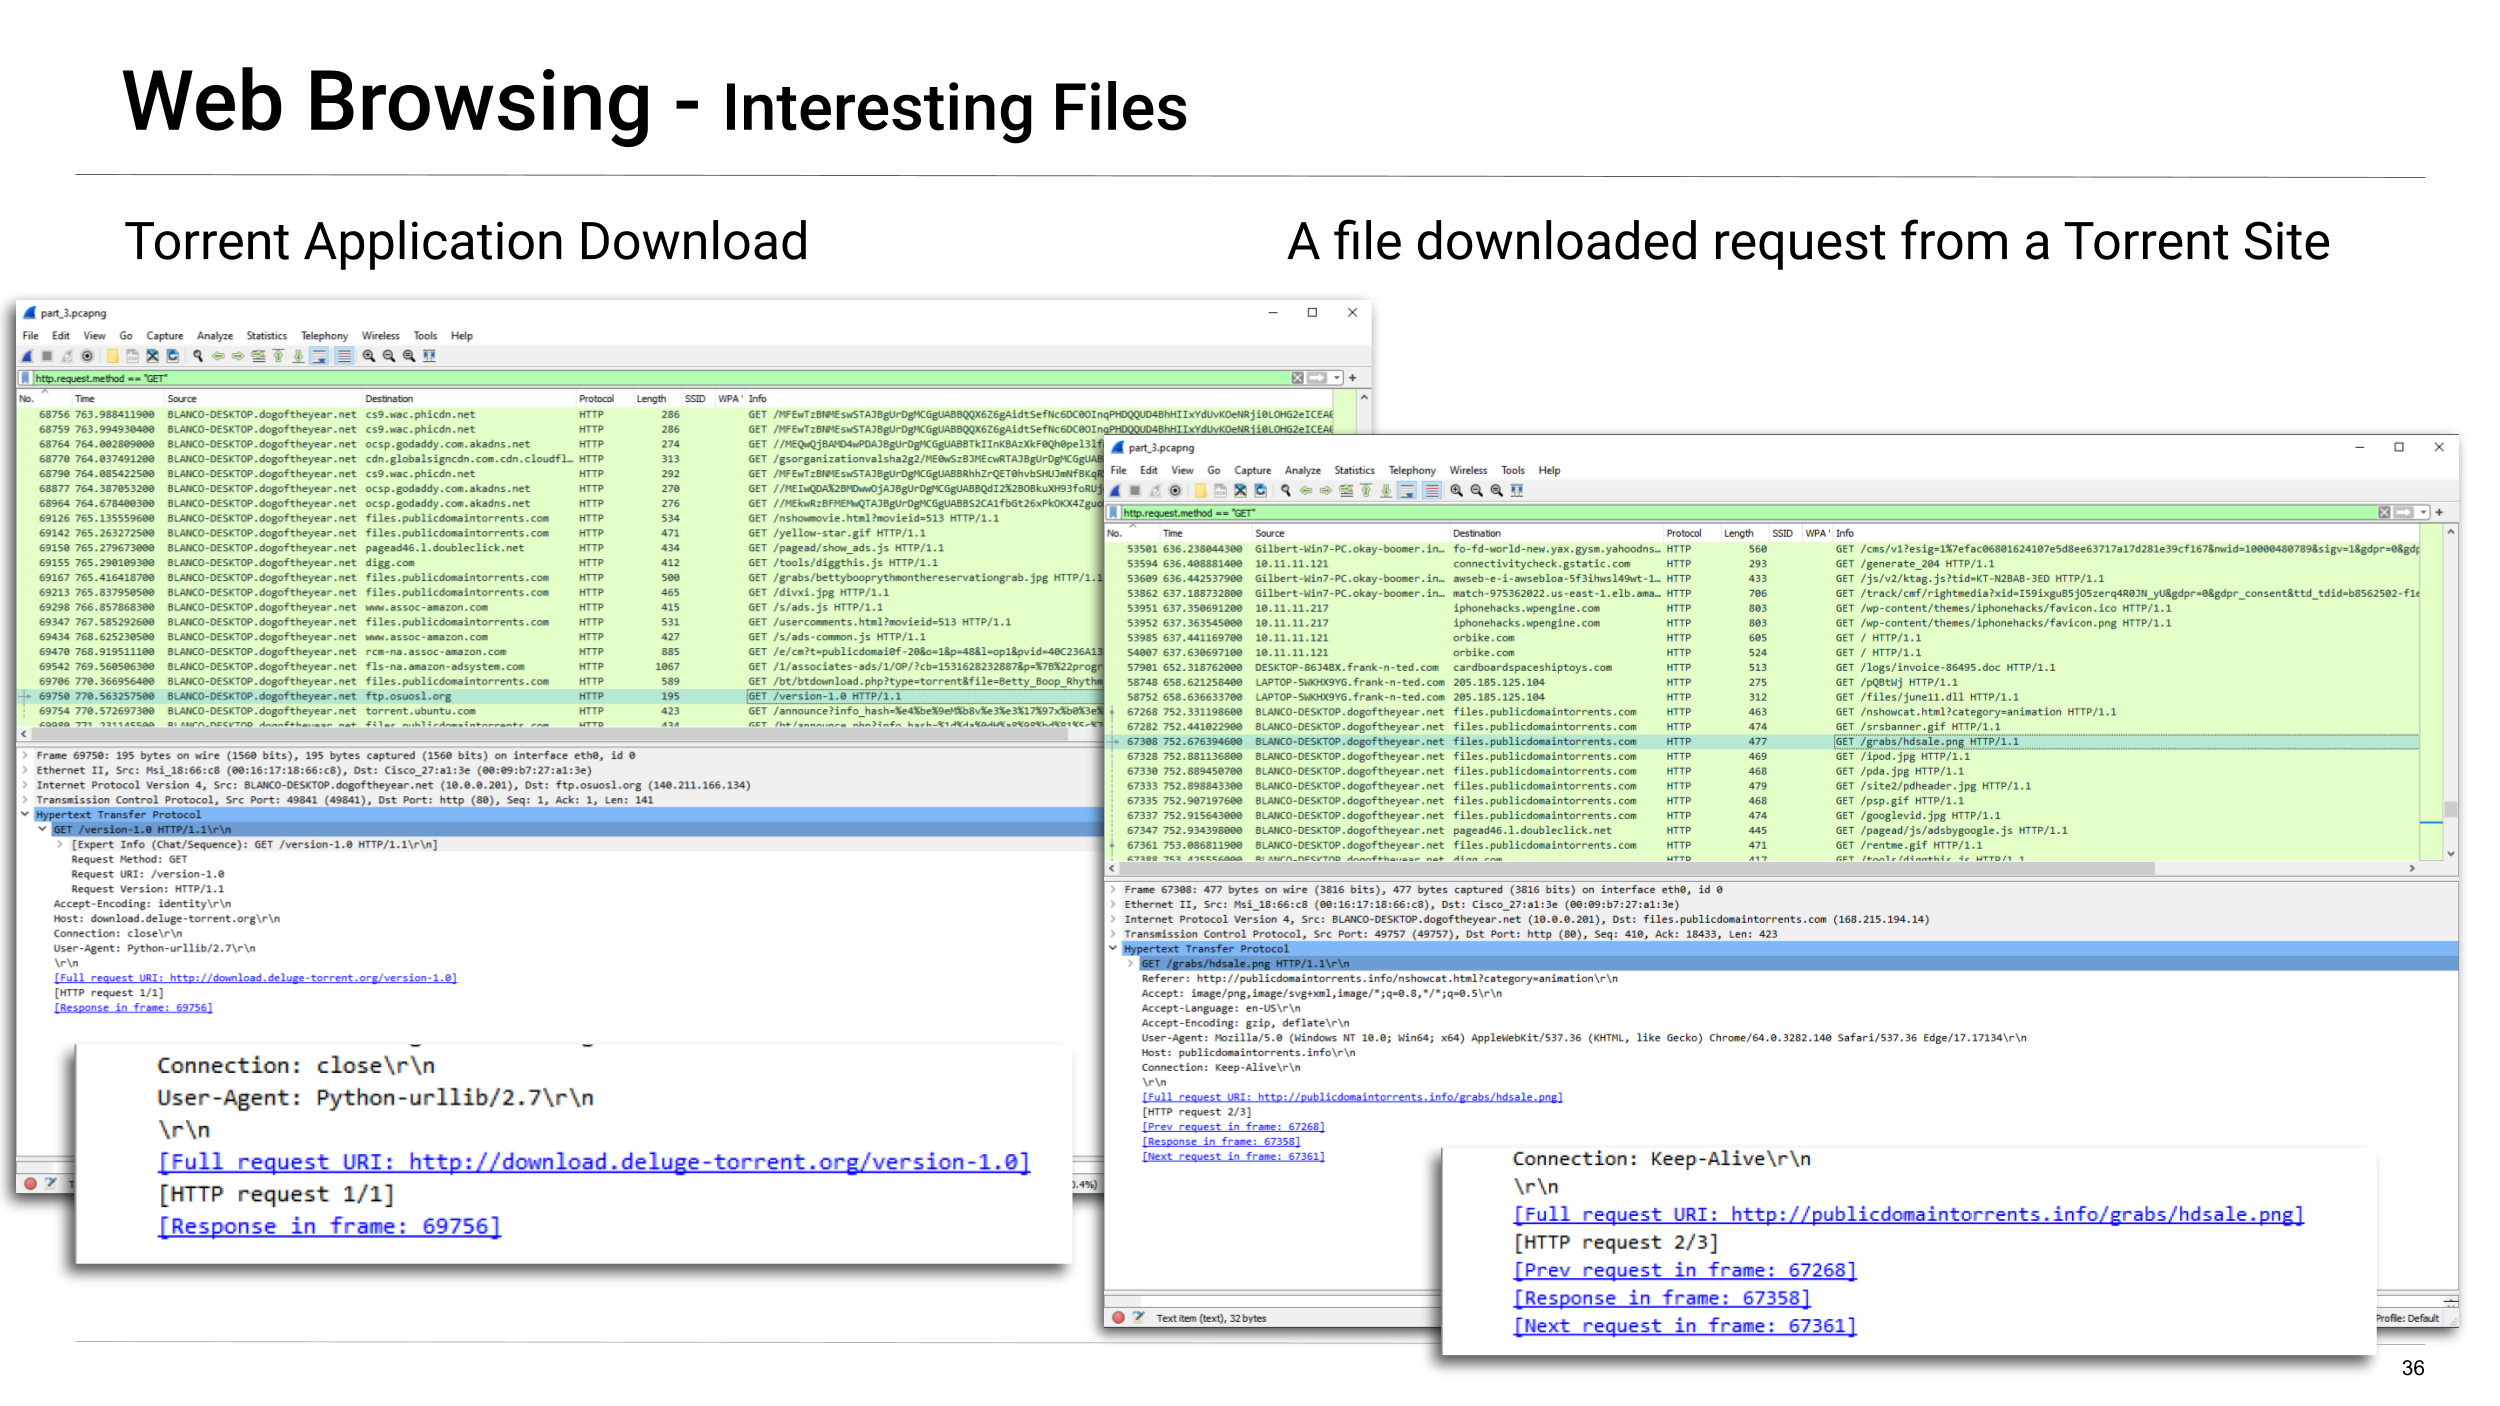 Web Browsing - Interesting Files
Torrent Application Download
A file downloaded request from a Torrent Site
part_3.pcapng
File Edit View Go Capture Analyze Statistics Telephony Wireless Tools Help
http.request.method == "GET"
No. Time Source Destination Protocol Length SSID WPA Info
68756 763.988411900 BLANCO-DESKTOP.dogoftheyear.net cs9.wac.phicdn.net HTTP 286
68759 763.994930400 BLANCO-DESKTOP.dogoftheyear.net cs9.wac.phicdn.net HTTP 286
68764 764.002809000 BLANCO-DESKTOP.dogoftheyear.net ocsp.godaddy.com.akadns.net HTTP 274
68770 764.037491200 BLANCO-DESKTOP.dogoftheyear.net cdn.globalsigncdn.com.cdn.cloudfl… HTTP 313
68790 764.085422500 BLANCO-DESKTOP.dogoftheyear.net cs9.wac.phicdn.net HTTP 292
68877 764.387053200 BLANCO-DESKTOP.dogoftheyear.net ocsp.godaddy.com.akadns.net HTTP 270
68964 764.678400300 BLANCO-DESKTOP.dogoftheyear.net ocsp.godaddy.com.akadns.net HTTP 276
69126 765.135559600 BLANCO-DESKTOP.dogoftheyear.net files.publicdomaintorrents.com HTTP 534 GET /nshowmovie.html?movieid=513 HTTP/1.1
69142 765.263272500 BLANCO-DESKTOP.dogoftheyear.net files.publicdomaintorrents.com HTTP 471 GET /yellow-star.gif HTTP/1.1
69150 765.279673000 BLANCO-DESKTOP.dogoftheyear.net pagead46.l.doubleclick.net HTTP 434 GET /pagead/show_ads.js HTTP/1.1
69155 765.290109300 BLANCO-DESKTOP.dogoftheyear.net digg.com HTTP 412 GET /tools/diggthis.js HTTP/1.1
69167 765.416418700 BLANCO-DESKTOP.dogoftheyear.net files.publicdomaintorrents.com HTTP 500 GET /grabs/bettybooprythmonthereservationgrab.jpg HTTP/1.1
69213 765.837950500 BLANCO-DESKTOP.dogoftheyear.net files.publicdomaintorrents.com HTTP 465 GET /divxi.jpg HTTP/1.1
69298 766.857868300 BLANCO-DESKTOP.dogoftheyear.net www.assoc-amazon.com HTTP 415 GET /s/ads.js HTTP/1.1
69347 767.585292600 BLANCO-DESKTOP.dogoftheyear.net files.publicdomaintorrents.com HTTP 531 GET /usercomments.html?movieid=513 HTTP/1.1
69434 768.625230500 BLANCO-DESKTOP.dogoftheyear.net www.assoc-amazon.com HTTP 427 GET /s/ads-common.js HTTP/1.1
69470 768.919511100 BLANCO-DESKTOP.dogoftheyear.net rcm-na.assoc-amazon.com HTTP 885 GET /e/cm?t=publicdomai0f-20&o=1&p=48&l=op1&pvid=40C236A13
69542 769.560506300 BLANCO-DESKTOP.dogoftheyear.net fls-na.amazon-adsystem.com HTTP 1067 GET /1/associates-ads/1/OP/?cb=1531628232887&p=%7B%22progr
69706 770.366956400 BLANCO-DESKTOP.dogoftheyear.net files.publicdomaintorrents.com HTTP 589 GET /bt/btdownload.php?type=torrent&file=Betty_Boop_Rhythm
69750 770.563257500 BLANCO-DESKTOP.dogoftheyear.net ftp.osuosl.org HTTP 195 GET /version-1.0 HTTP/1.1
69754 770.572697300 BLANCO-DESKTOP.dogoftheyear.net torrent.ubuntu.com HTTP 423
Frame 69750: 195 bytes on wire (1560 bits), 195 bytes captured (1560 bits) on interface eth0, id 0
Ethernet II, Src: Msi_18:66:c8 (00:16:17:18:66:c8), Dst: Cisco_27:a1:3e (00:09:b7:27:a1:3e)
Internet Protocol Version 4, Src: BLANCO-DESKTOP.dogoftheyear.net (10.0.0.201), Dst: ftp.osuosl.org (140.211.166.134)
Transmission Control Protocol, Src Port: 49841 (49841), Dst Port: http (80), Seq: 1, Ack: 1, Len: 141
Hypertext Transfer Protocol
GET /version-1.0 HTTP/1.1\r\n
[Expert Info (Chat/Sequence): GET /version-1.0 HTTP/1.1\r\n]
Request Method: GET
Request URI: /version-1.0
Request Version: HTTP/1.1
Accept-Encoding: identity\r\n
Host: download.deluge-torrent.org\r\n
Connection: close\r\n
User-Agent: Python-urllib/2.7\r\n
\r\n
[Full request URI: http://download.deluge-torrent.org/version-1.0]
[HTTP request 1/1]
[Response in frame: 69756]
Connection: close\r\n
User-Agent: Python-urllib/2.7\r\n
\r\n
[Full request URI: http://download.deluge-torrent.org/version-1.0]
[HTTP request 1/1]
[Response in frame: 69756]
part_3.pcapng
File Edit View Go Capture Analyze Statistics Telephony Wireless Tools Help
http.request.method == "GET"
No. Time Source Destination Protocol Length SSID WPA Info
53501 636.238044300 Gilbert-Win7-PC.okay-boomer.in… fo-fd-world-new.yax.gysm.yahoodns… HTTP 560
53594 636.408881400 10.11.11.121 connectivitycheck.gstatic.com HTTP 293 GET /generate_204 HTTP/1.1
53609 636.442537900 Gilbert-Win7-PC.okay-boomer.in… awseb-e-i-awsebloa-5f3ihwsl49wt-1… HTTP 433 GET /js/v2/ktag.js?tid=KT-N2BAB-3ED HTTP/1.1
53862 637.188732800 Gilbert-Win7-PC.okay-boomer.in… match-975362022.us-east-1.elb.ama… HTTP 706
53951 637.350691200 10.11.11.217 iphonehacks.wpengine.com HTTP 803 GET /wp-content/themes/iphonehacks/favicon.ico HTTP/1.1
53952 637.363545000 10.11.11.217 iphonehacks.wpengine.com HTTP 803 GET /wp-content/themes/iphonehacks/favicon.png HTTP/1.1
53985 637.441169700 10.11.11.121 orbike.com HTTP 605 GET / HTTP/1.1
54007 637.630697100 10.11.11.121 orbike.com HTTP 524 GET / HTTP/1.1
57901 652.318762000 DESKTOP-86J4BX.frank-n-ted.com cardboardspaceshiptoys.com HTTP 513 GET /logs/invoice-86495.doc HTTP/1.1
58748 658.621258400 LAPTOP-5WKHX9YG.frank-n-ted.com 205.185.125.104 HTTP 275 GET /pQBtWj HTTP/1.1
58752 658.636633700 LAPTOP-5WKHX9YG.frank-n-ted.com 205.185.125.104 HTTP 312 GET /files/june11.dll HTTP/1.1
67268 752.331198600 BLANCO-DESKTOP.dogoftheyear.net files.publicdomaintorrents.com HTTP 463 GET /nshowcat.html?category=animation HTTP/1.1
67282 752.441022900 BLANCO-DESKTOP.dogoftheyear.net files.publicdomaintorrents.com HTTP 474 GET /srsbanner.gif HTTP/1.1
67308 752.676394600 BLANCO-DESKTOP.dogoftheyear.net files.publicdomaintorrents.com HTTP 477 GET /grabs/hdsale.png HTTP/1.1
67328 752.881136800 BLANCO-DESKTOP.dogoftheyear.net files.publicdomaintorrents.com HTTP 469 GET /ipod.jpg HTTP/1.1
67330 752.889450700 BLANCO-DESKTOP.dogoftheyear.net files.publicdomaintorrents.com HTTP 468 GET /pda.jpg HTTP/1.1
67333 752.898843300 BLANCO-DESKTOP.dogoftheyear.net files.publicdomaintorrents.com HTTP 479 GET /site2/pdheader.jpg HTTP/1.1
67335 752.907197600 BLANCO-DESKTOP.dogoftheyear.net files.publicdomaintorrents.com HTTP 468 GET /psp.gif HTTP/1.1
67337 752.915643000 BLANCO-DESKTOP.dogoftheyear.net files.publicdomaintorrents.com HTTP 474 GET /googlevid.jpg HTTP/1.1
67347 752.934398000 BLANCO-DESKTOP.dogoftheyear.net pagead46.l.doubleclick.net HTTP 445 GET /pagead/js/adsbygoogle.js HTTP/1.1
67361 753.086811900 BLANCO-DESKTOP.dogoftheyear.net files.publicdomaintorrents.com HTTP 471 GET /rentme.gif HTTP/1.1
Frame 67308: 477 bytes on wire (3816 bits), 477 bytes captured (3816 bits) on interface eth0, id 0
Ethernet II, Src: Msi_18:66:c8 (00:16:17:18:66:c8), Dst: Cisco_27:a1:3e (00:09:b7:27:a1:3e)
Internet Protocol Version 4, Src: BLANCO-DESKTOP.dogoftheyear.net (10.0.0.201), Dst: files.publicdomaintorrents.com (168.215.194.14)
Transmission Control Protocol, Src Port: 49757 (49757), Dst Port: http (80), Seq: 410, Ack: 18433, Len: 423
Hypertext Transfer Protocol
GET /grabs/hdsale.png HTTP/1.1\r\n
Referer: http://publicdomaintorrents.info/nshowcat.html?category=animation\r\n
Accept: image/png,image/svg+xml,image/*;q=0.8,*/*;q=0.5\r\n
Accept-Language: en-US\r\n
Accept-Encoding: gzip, deflate\r\n
User-Agent: Mozilla/5.0 (Windows NT 10.0; Win64; x64) AppleWebKit/537.36 (KHTML, like Gecko) Chrome/64.0.3282.140 Safari/537.36 Edge/17.17134\r\n
Host: publicdomaintorrents.info\r\n
Connection: Keep-Alive\r\n
\r\n
[Full request URI: http://publicdomaintorrents.info/grabs/hdsale.png]
[HTTP request 2/3]
[Prev request in frame: 67268]
[Response in frame: 67358]
[Next request in frame: 67361]
Connection: Keep-Alive\r\n
\r\n
[Full request URI: http://publicdomaintorrents.info/grabs/hdsale.png]
[HTTP request 2/3]
[Prev request in frame: 67268]
[Response in frame: 67358]
[Next request in frame: 67361]
Text item (text), 32 bytes
Profile: Default
36